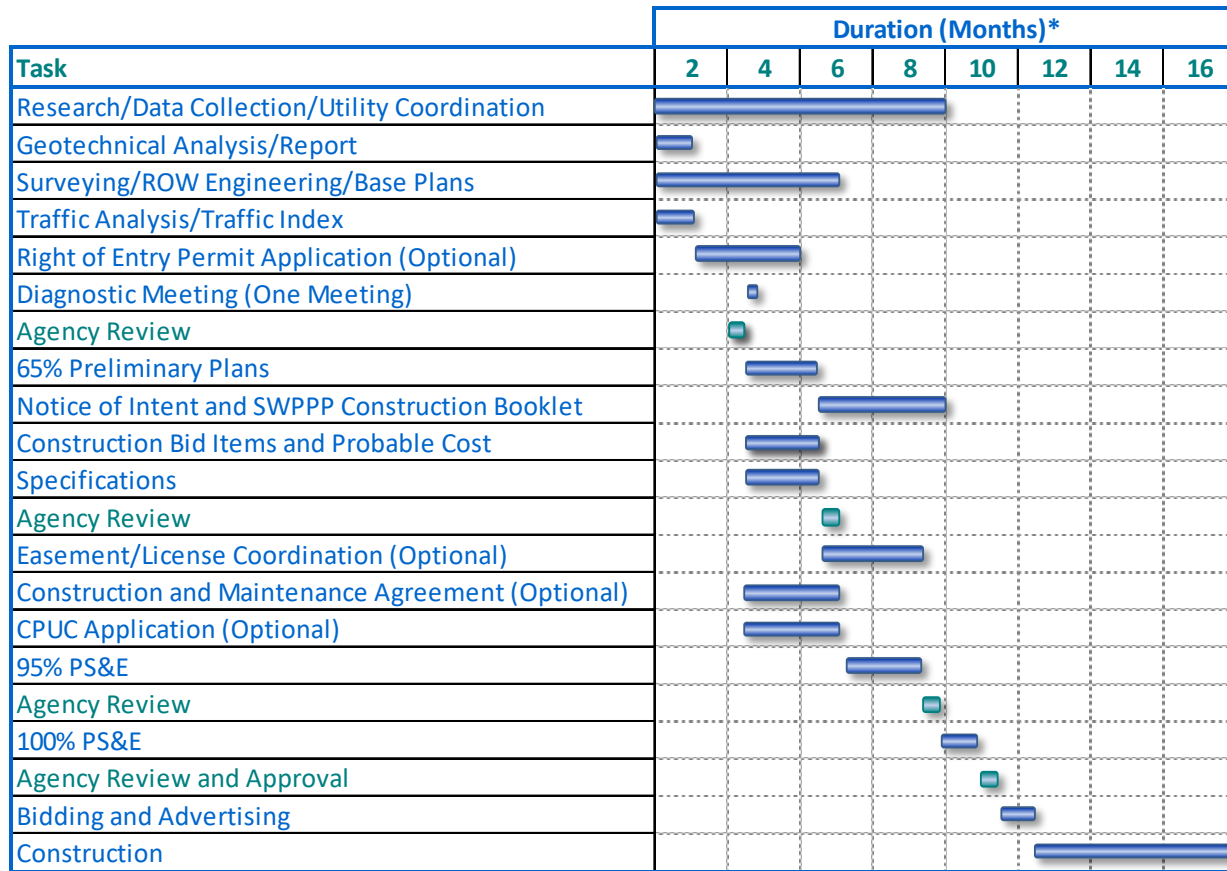 Duration (Months)*
Task 2 4 6 8 10 12 14 16
Research/Data Collection/Utility Coordination
Geotechnical Analysis/Report
Surveying/ROW Engineering/Base Plans
Traffic Analysis/Traffic Index
Right of Entry Permit Application (Optional)
Diagnostic Meeting (One Meeting)
Agency Review
65% Preliminary Plans
Notice of Intent and SWPPP Construction Booklet
Construction Bid Items and Probable Cost
Specifications
Agency Review
Easement/License Coordination (Optional)
Construction and Maintenance Agreement (Optional)
CPUC Application (Optional)
95% PS&E
Agency Review
100% PS&E
Agency Review and Approval
Bidding and Advertising
Construction